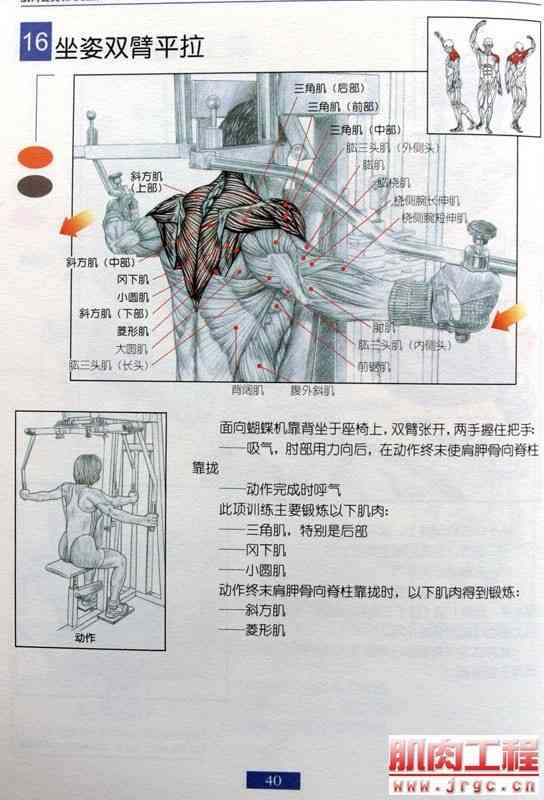 16 坐姿双臂平拉
三角肌（后部）
三角肌（前部）
三角肌（中部）
肱三头肌（外侧头）
肱肌
肱桡肌
桡侧腕长伸肌
桡侧腕短伸肌
斜方肌
（上部）
斜方肌（中部）
冈下肌
小圆肌
斜方肌（下部）
菱形肌
大圆肌
肱三头肌（长头）
背阔肌
腹外斜肌
肘肌
肱三头肌（内侧头）
前锯肌
面向蝴蝶机靠背坐于座椅上，双臂张开，两手握住把手：
——吸气，肘部用力向后，在动作终末使肩胛骨向脊柱
靠拢
——动作完成时呼气
此项训练主要锻炼以下肌肉：
——三角肌，特别是后部
——冈下肌
——小圆肌
动作终末肩胛骨向脊柱靠拢时，以下肌肉得到锻炼：
——斜方肌
——菱形肌
动作
40
肌肉工程
www.jrgc.cn